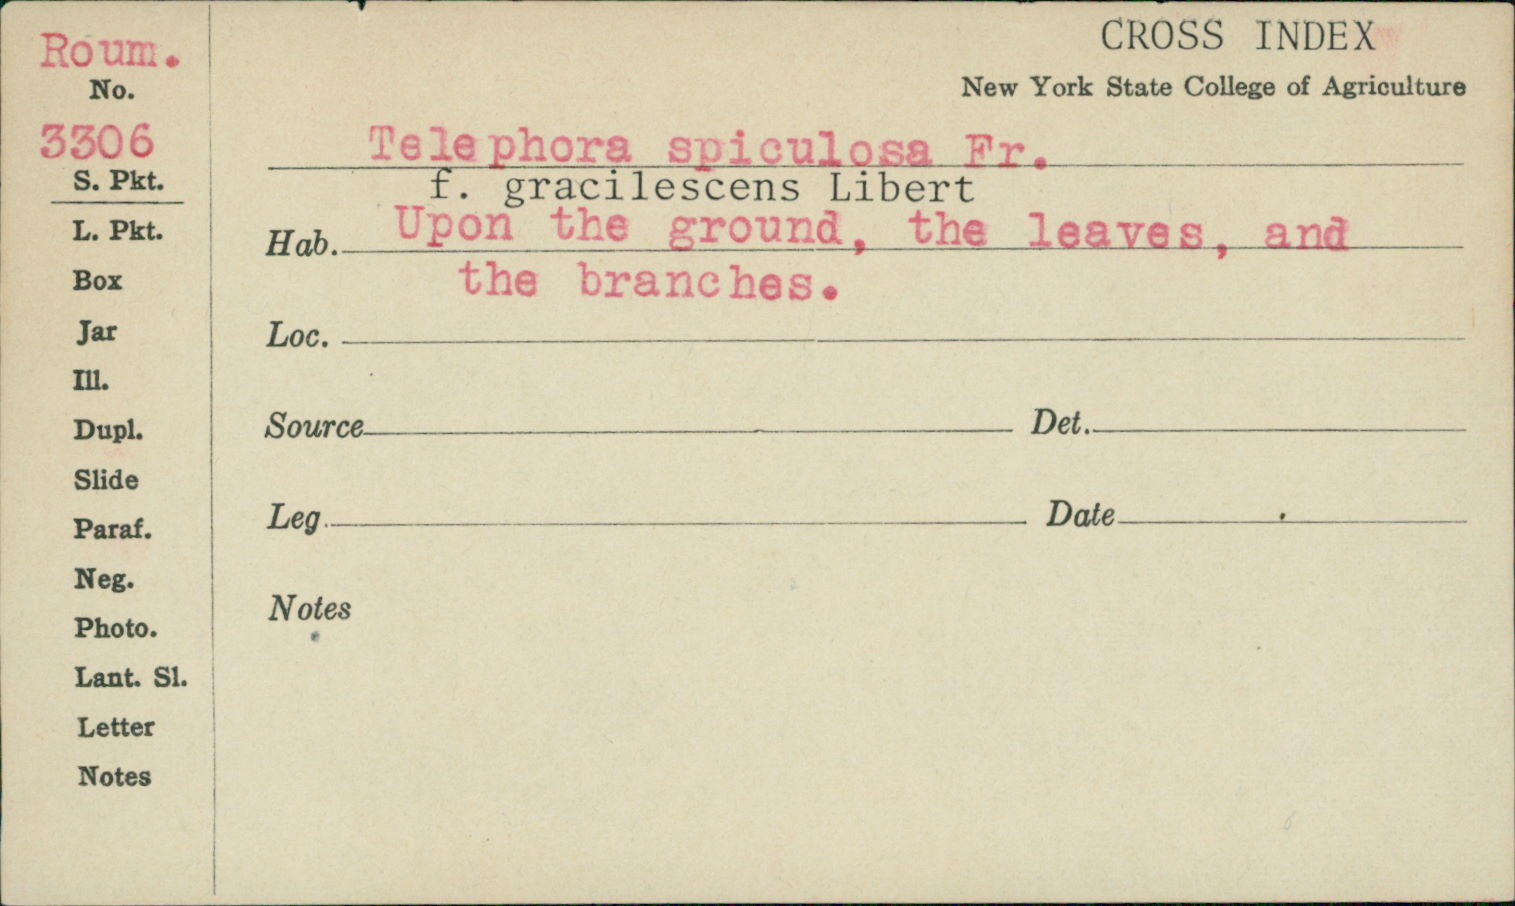 Roum.
No.
3306
S. Pkt.
L. Pkt.
Box
Jar
Ill.
Dupl.
Slide
Paraf.
Neg.
Photo.
Lant. Sl.
Letter
Notes
CROSS INDEX
New York State College of Agriculture
Telephora spiculosa Fr.
f. gracilescens Libert
Hab. Upon the ground, the leaves, and
the branches.
Loc.
Source Det.
Leg. Date
Notes